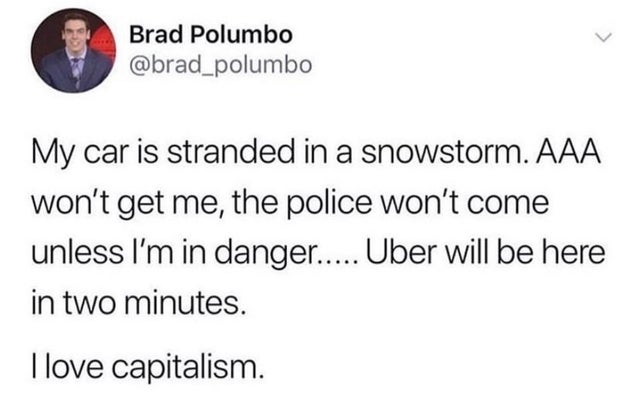 Brad Polumbo
@brad_polumbo
My car is stranded in a snowstorm. AAA
won't get me, the police won't come
unless I'm in danger..... Uber will be here
in two minutes.
I love capitalism.